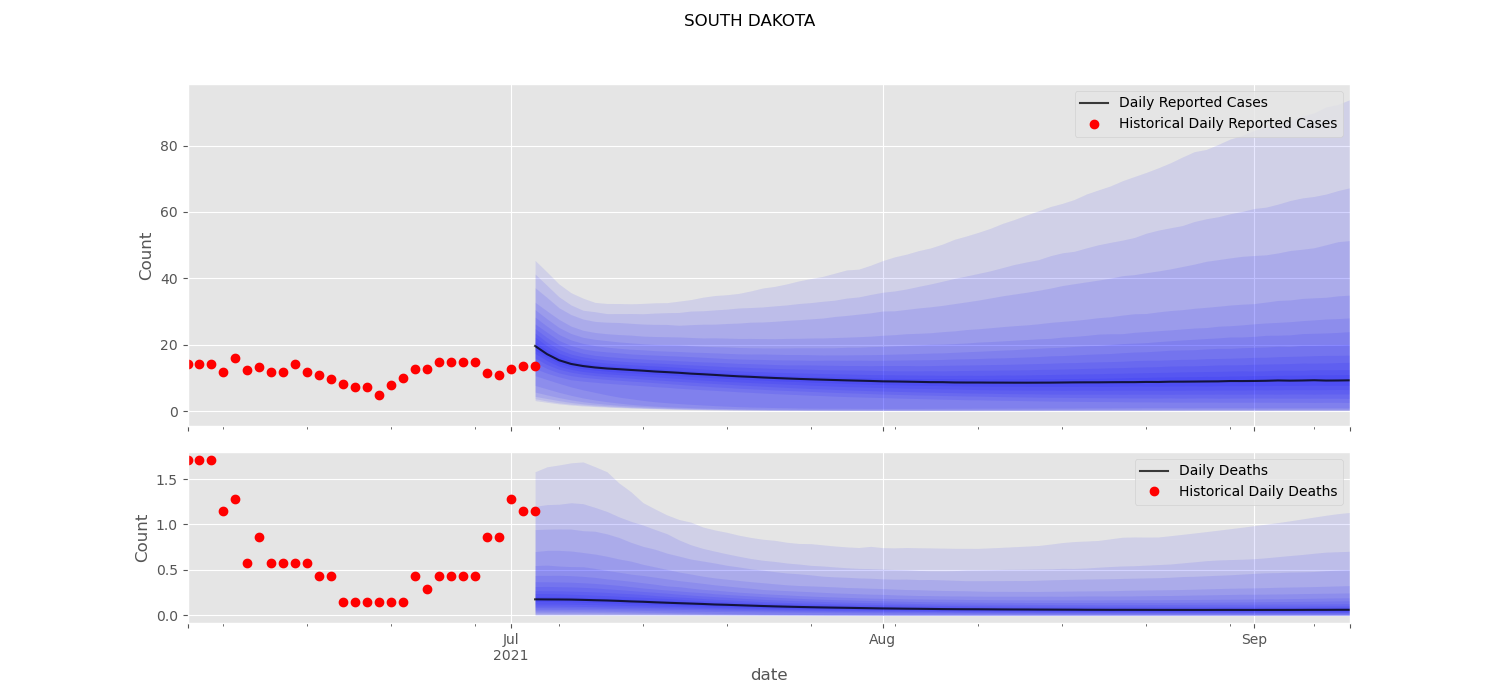 SOUTH DAKOTA
Daily Reported Cases
Historical Daily Reported Cases
80
60
40
20
0
Count
Daily Deaths
Historical Daily Deaths
1.5
1.0
0.5
0.0
Count
Jul
2021
Aug
Sep
date